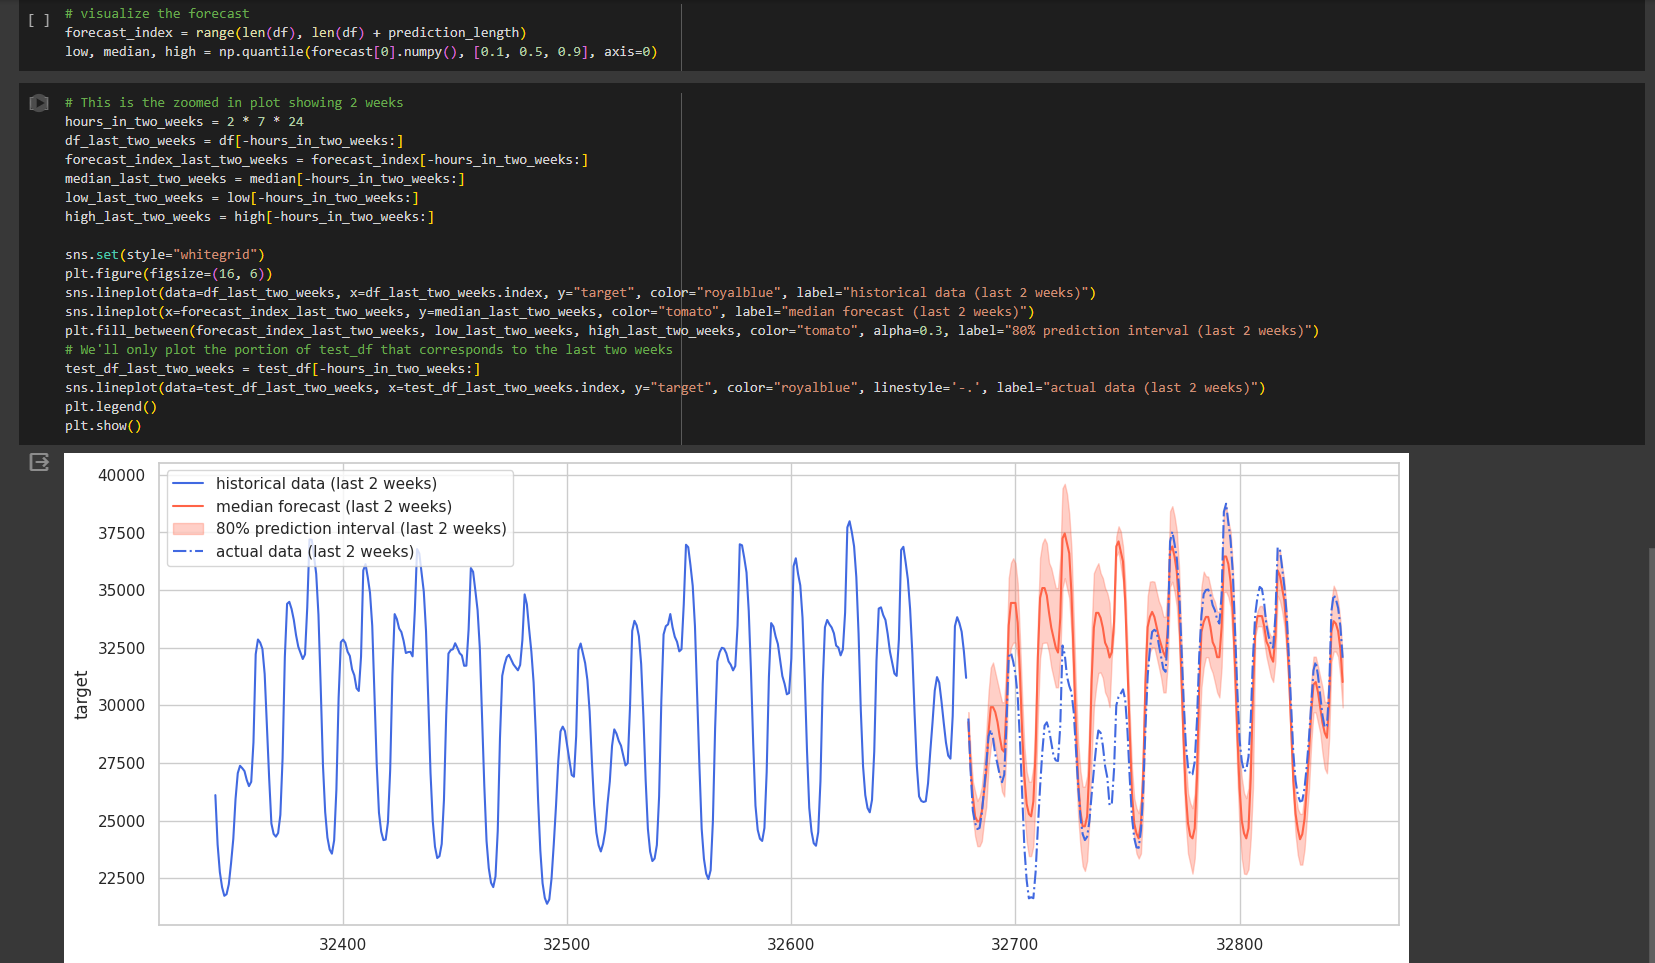 [ ]
# visualize the forecast
forecast_index = range(len(df), len(df) + prediction_length)
low, median, high = np.quantile(forecast[0].numpy(), [0.1, 0.5, 0.9], axis=0)
# This is the zoomed in plot showing 2 weeks
hours_in_two_weeks = 2 * 7 * 24
df_last_two_weeks = df[-hours_in_two_weeks:]
forecast_index_last_two_weeks = forecast_index[-hours_in_two_weeks:]
median_last_two_weeks = median[-hours_in_two_weeks:]
low_last_two_weeks = low[-hours_in_two_weeks:]
high_last_two_weeks = high[-hours_in_two_weeks:]
sns.set(style="whitegrid")
plt.figure(figsize=(16, 6))
sns.lineplot(data=df_last_two_weeks, x=df_last_two_weeks.index, y="target", color="royalblue", label="historical data (last 2 weeks)")
sns.lineplot(x=forecast_index_last_two_weeks, y=median_last_two_weeks, color="tomato", label="median forecast (last 2 weeks)")
plt.fill_between(forecast_index_last_two_weeks, low_last_two_weeks, high_last_two_weeks, color="tomato", alpha=0.3, label="80% prediction interval (last 2 weeks)")
# We'll only plot the portion of test_df that corresponds to the last two weeks
test_df_last_two_weeks = test_df[-hours_in_two_weeks:]
sns.lineplot(data=test_df_last_two_weeks, x=test_df_last_two_weeks.index, y="target", color="royalblue", linestyle='-.', label="actual data (last 2 weeks)")
plt.legend()
plt.show()
historical data (last 2 weeks)
median forecast (last 2 weeks)
80% prediction interval (last 2 weeks)
actual data (last 2 weeks)
target
40000
37500
35000
32500
30000
27500
25000
22500
32400
32500
32600
32700
32800